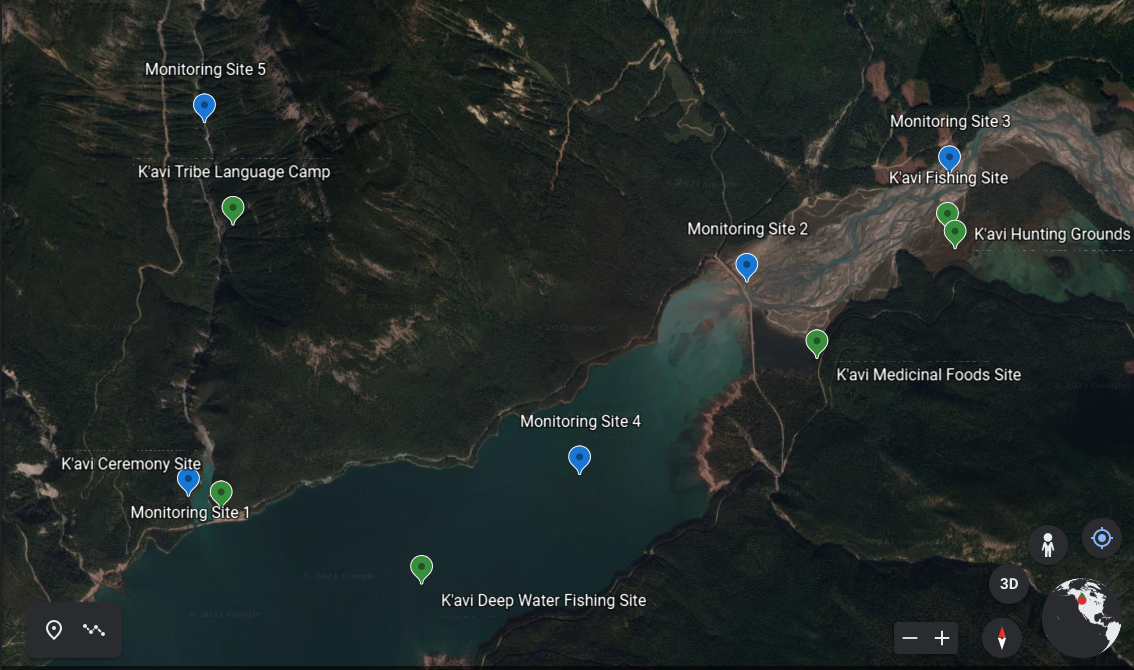 Monitoring Site 5
K'avi Tribe Language Camp
Monitoring Site 3
K'avi Fishing Site
Monitoring Site 2
K'avi Hunting Grounds
K'avi Medicinal Foods Site
Monitoring Site 4
K'avi Ceremony Site
Monitoring Site 1
K'avi Deep Water Fishing Site
3D